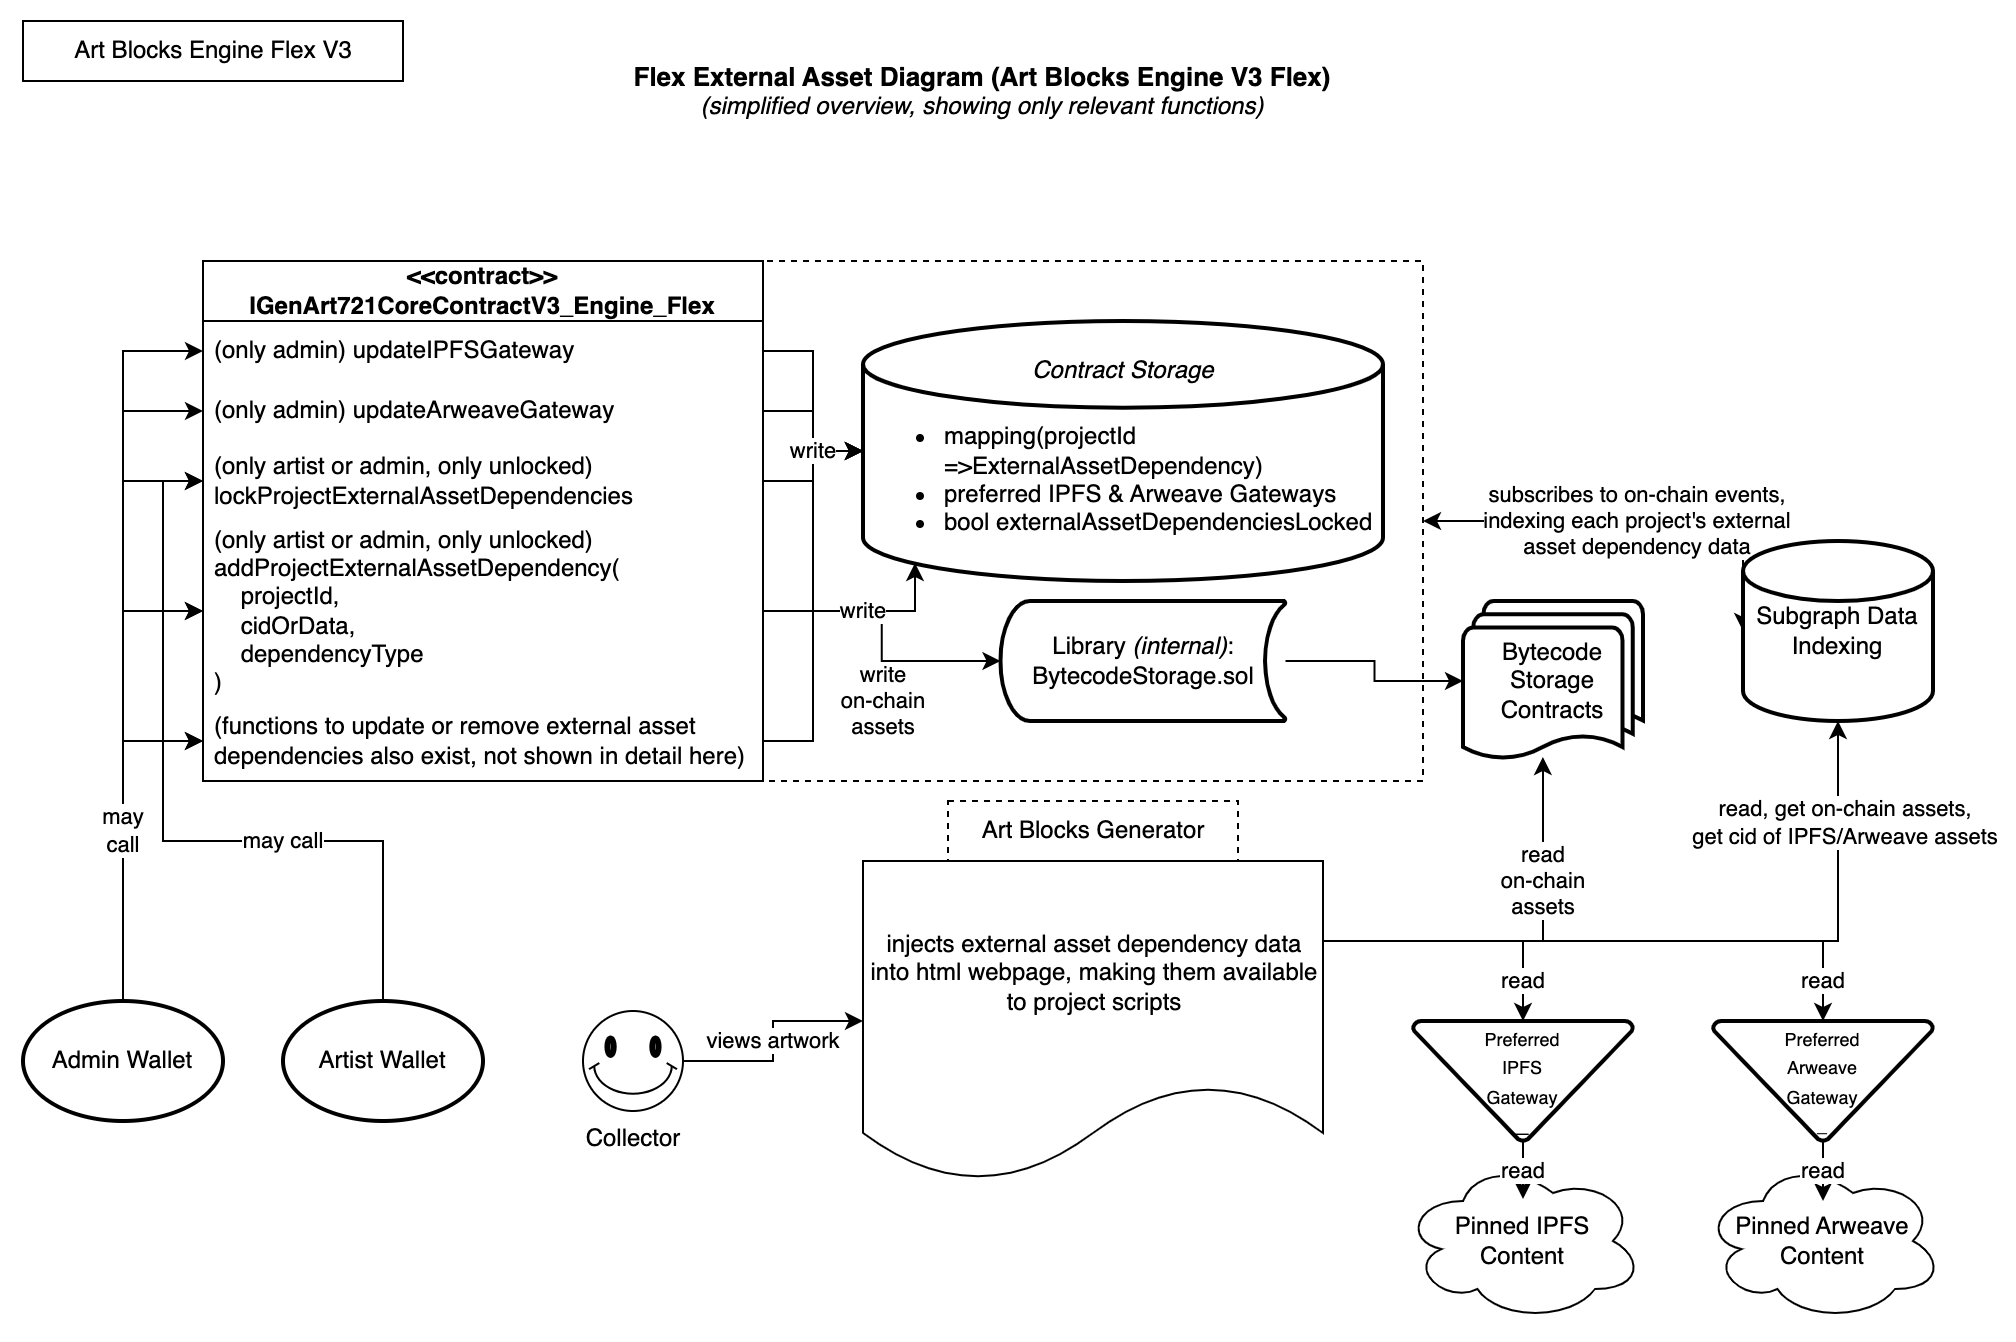 Art Blocks Engine Flex V3
Flex External Asset Diagram (Art Blocks Engine V3 Flex)
(simplified overview, showing only relevant functions)
<<contract>>
IGenArt721CoreContractV3_Engine_Flex
(only admin) updateIPFSGateway
(only admin) updateArweaveGateway
(only artist or admin, only unlocked)
lockProjectExternalAssetDependencies
(only artist or admin, only unlocked)
addProjectExternalAssetDependency(
projectId,
cidOrData,
dependencyType
)
(functions to update or remove external asset
dependencies also exist, not shown in detail here)
write
Contract Storage
• mapping(projectId
=>ExternalAssetDependency)
• preferred IPFS & Arweave Gateways
• bool externalAssetDependenciesLocked
write
write
on-chain
assets
Library (internal):
BytecodeStorage.sol
subscribes to on-chain events,
indexing each project's external
asset dependency data
Bytecode
Storage
Contracts
Subgraph Data
Indexing
may
call
may call
Admin Wallet
Artist Wallet
Collector
views artwork
Art Blocks Generator
injects external asset dependency data
into html webpage, making them available
to project scripts
read
on-chain
assets
read, get on-chain assets,
get cid of IPFS/Arweave assets
read
read
Preferred
IPFS
Gateway
Preferred
Arweave
Gateway
read
read
Pinned IPFS
Content
Pinned Arweave
Content